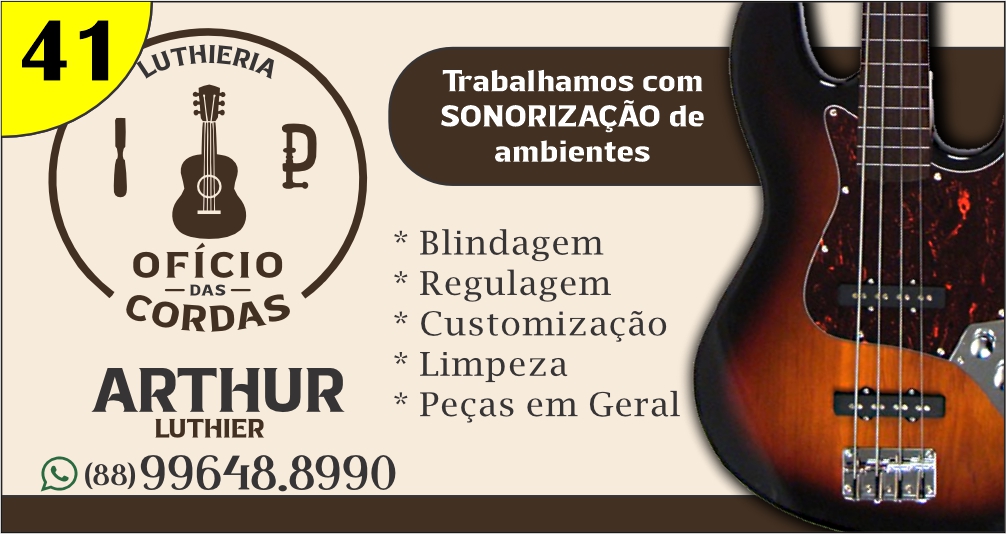 41
LUTHIERIA
OFÍCIO
DAS
CORDAS
ARTHUR
LUTHIER
(88) 99648.8990
Trabalhamos com
SONORIZAÇÃO de
ambientes
* Blindagem
* Regulagem
* Customização
* Limpeza
* Peças em Geral